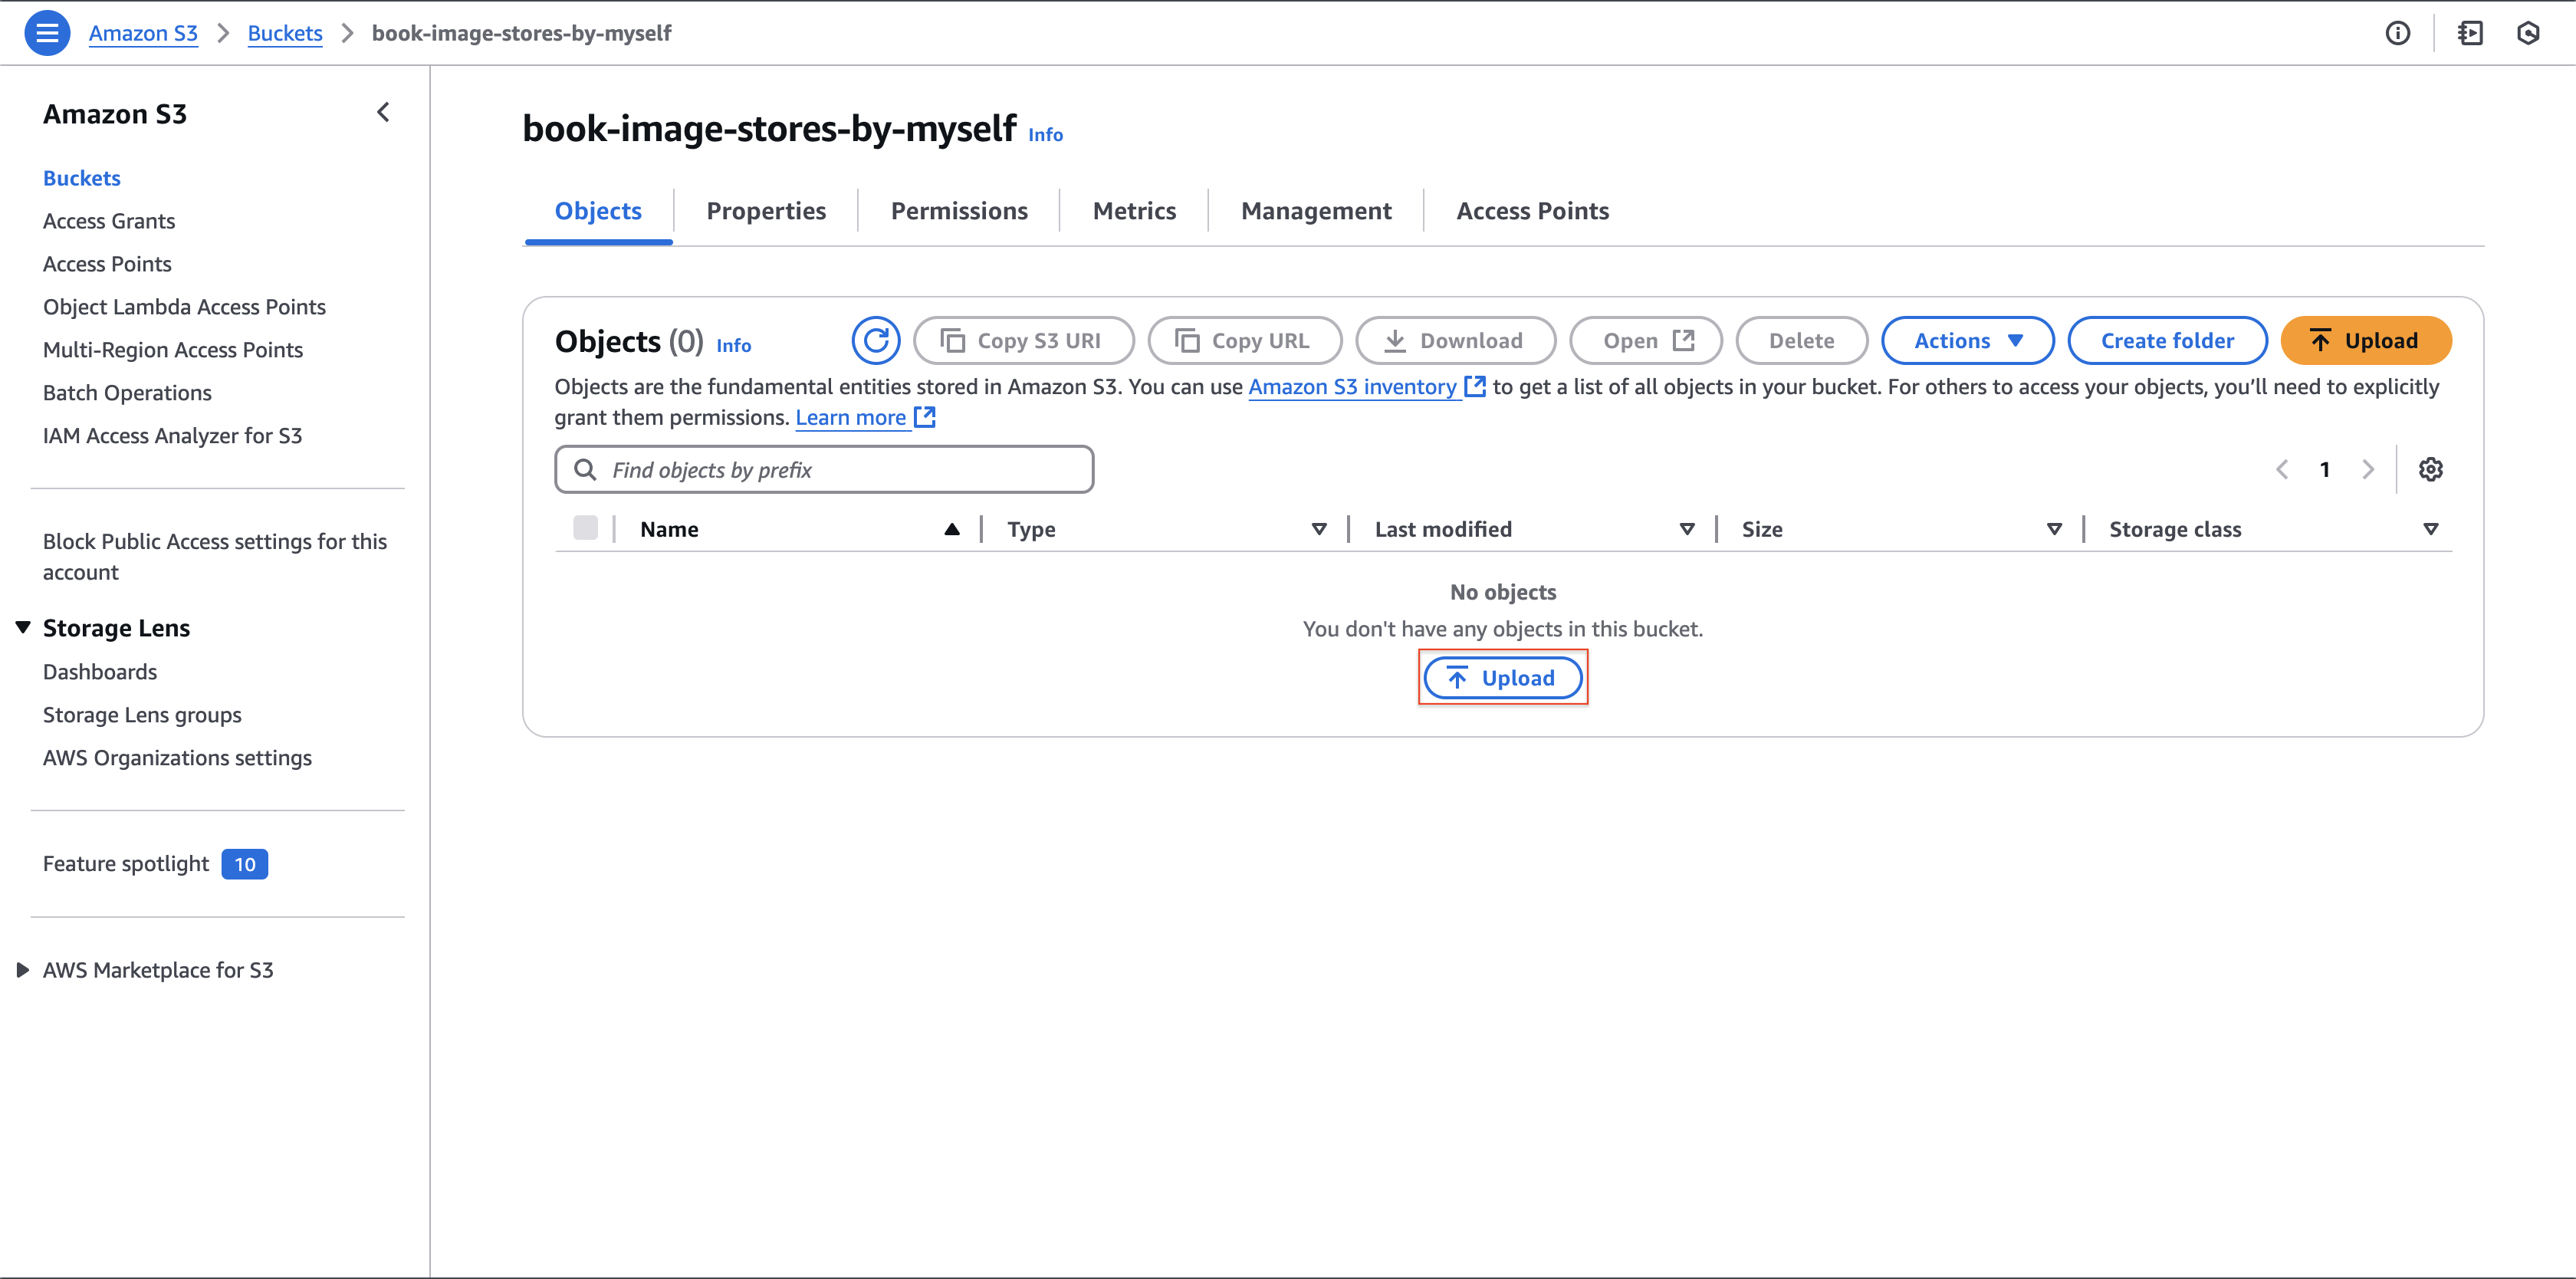 Amazon S3 Buckets book-image-stores-by-myself
Amazon S3
Buckets
Access Grants
Access Points
Object Lambda Access Points
Multi-Region Access Points
Batch Operations
IAM Access Analyzer for S3
Block Public Access settings for this
account
Storage Lens
Dashboards
Storage Lens groups
AWS Organizations settings
Feature spotlight 10
AWS Marketplace for S3
book-image-stores-by-myself Info
Objects Properties Permissions Metrics Management Access Points
Objects (0) Info Copy S3 URI Copy URL Download Open Delete Actions Create folder Upload
Objects are the fundamental entities stored in Amazon S3. You can use Amazon S3 inventory to get a list of all objects in your bucket. For others to access your objects, you’ll need to explicitly
grant them permissions. Learn more
Find objects by prefix 1
Name Type Last modified Size Storage class
No objects
You don't have any objects in this bucket.
Upload